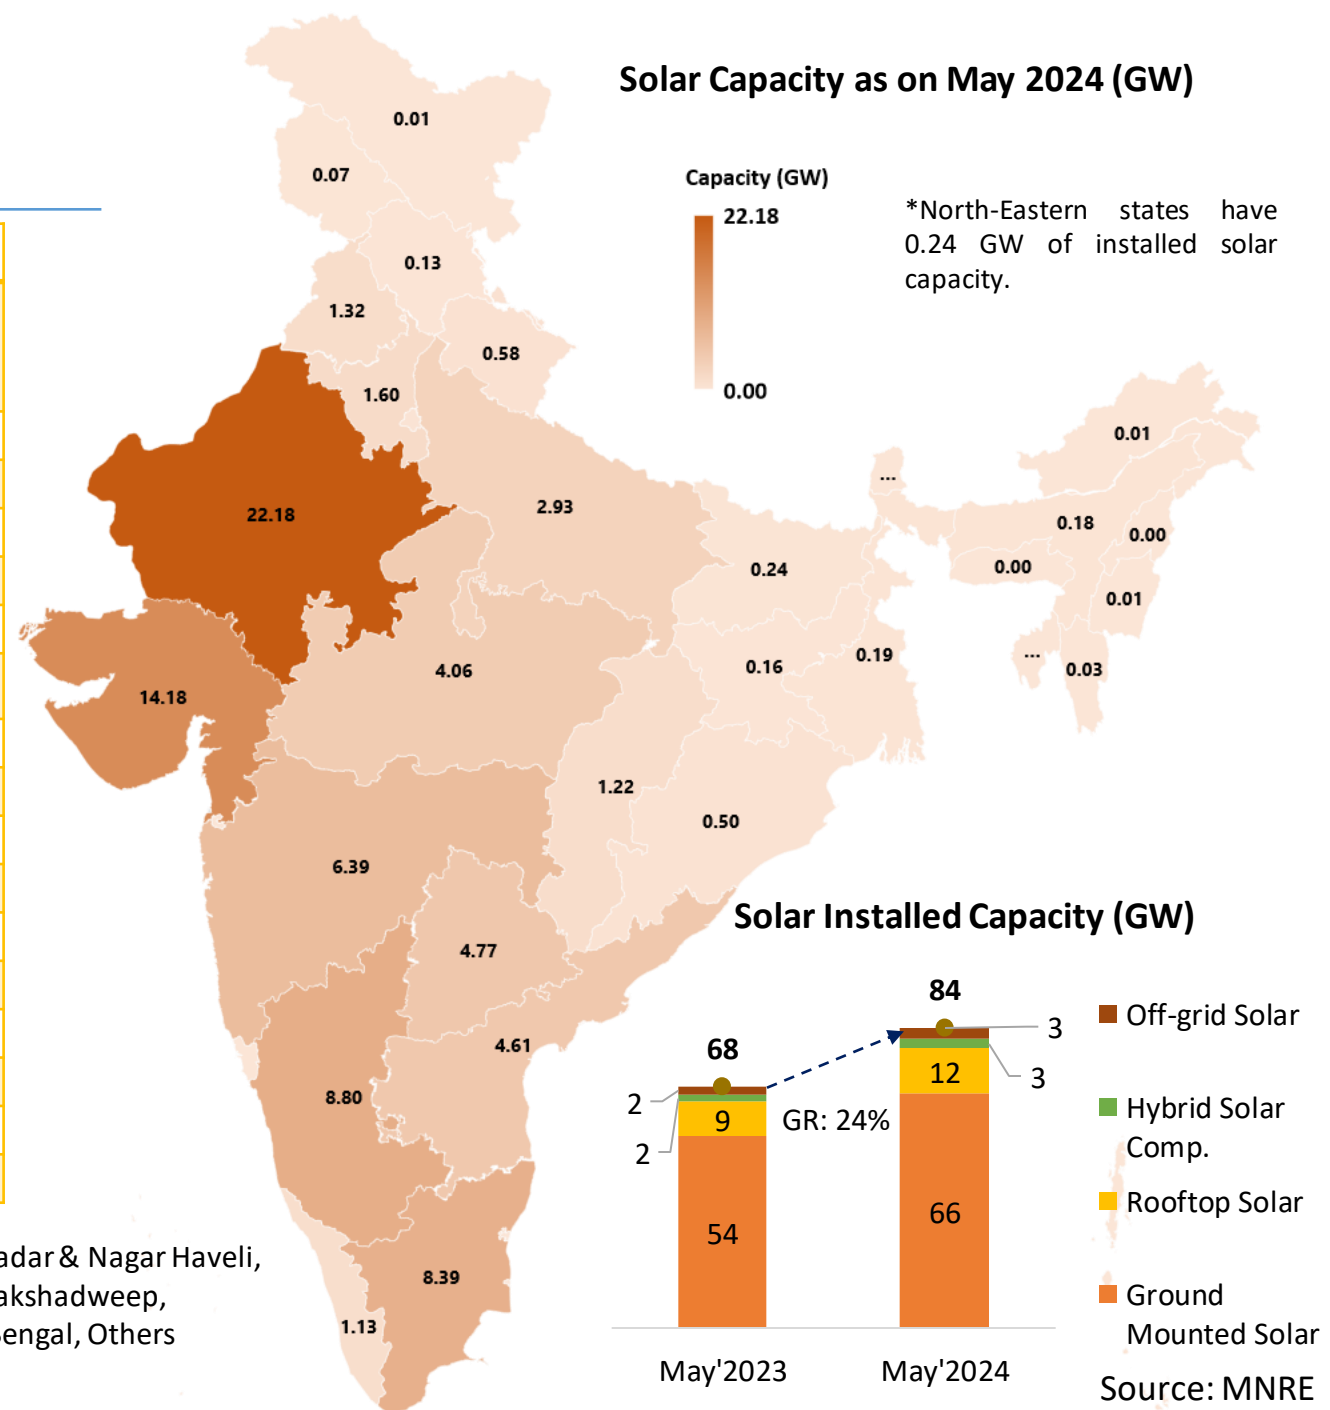 Solar Capacity as on May 2024 (GW)
Capacity (GW)
22.18
0.00
*North-Eastern states have
0.24 GW of installed solar
capacity.
0.01
0.07
0.13
1.32
0.58
1.60
22.18
2.93
0.24
...
0.01
0.18
0.00
0.00
0.01
...
0.03
4.06
0.16
0.19
14.18
1.22
0.50
6.39
4.77
4.61
8.80
8.39
1.13
Solar Installed Capacity (GW)
84
68
3
3
12
2
2
9
GR: 24%
54
66
May'2023
May'2024
Off-grid Solar
Hybrid Solar
Comp.
Rooftop Solar
Ground
Mounted Solar
Source: MNRE
adar & Nagar Haveli,
akshadweep,
Bengal, Others